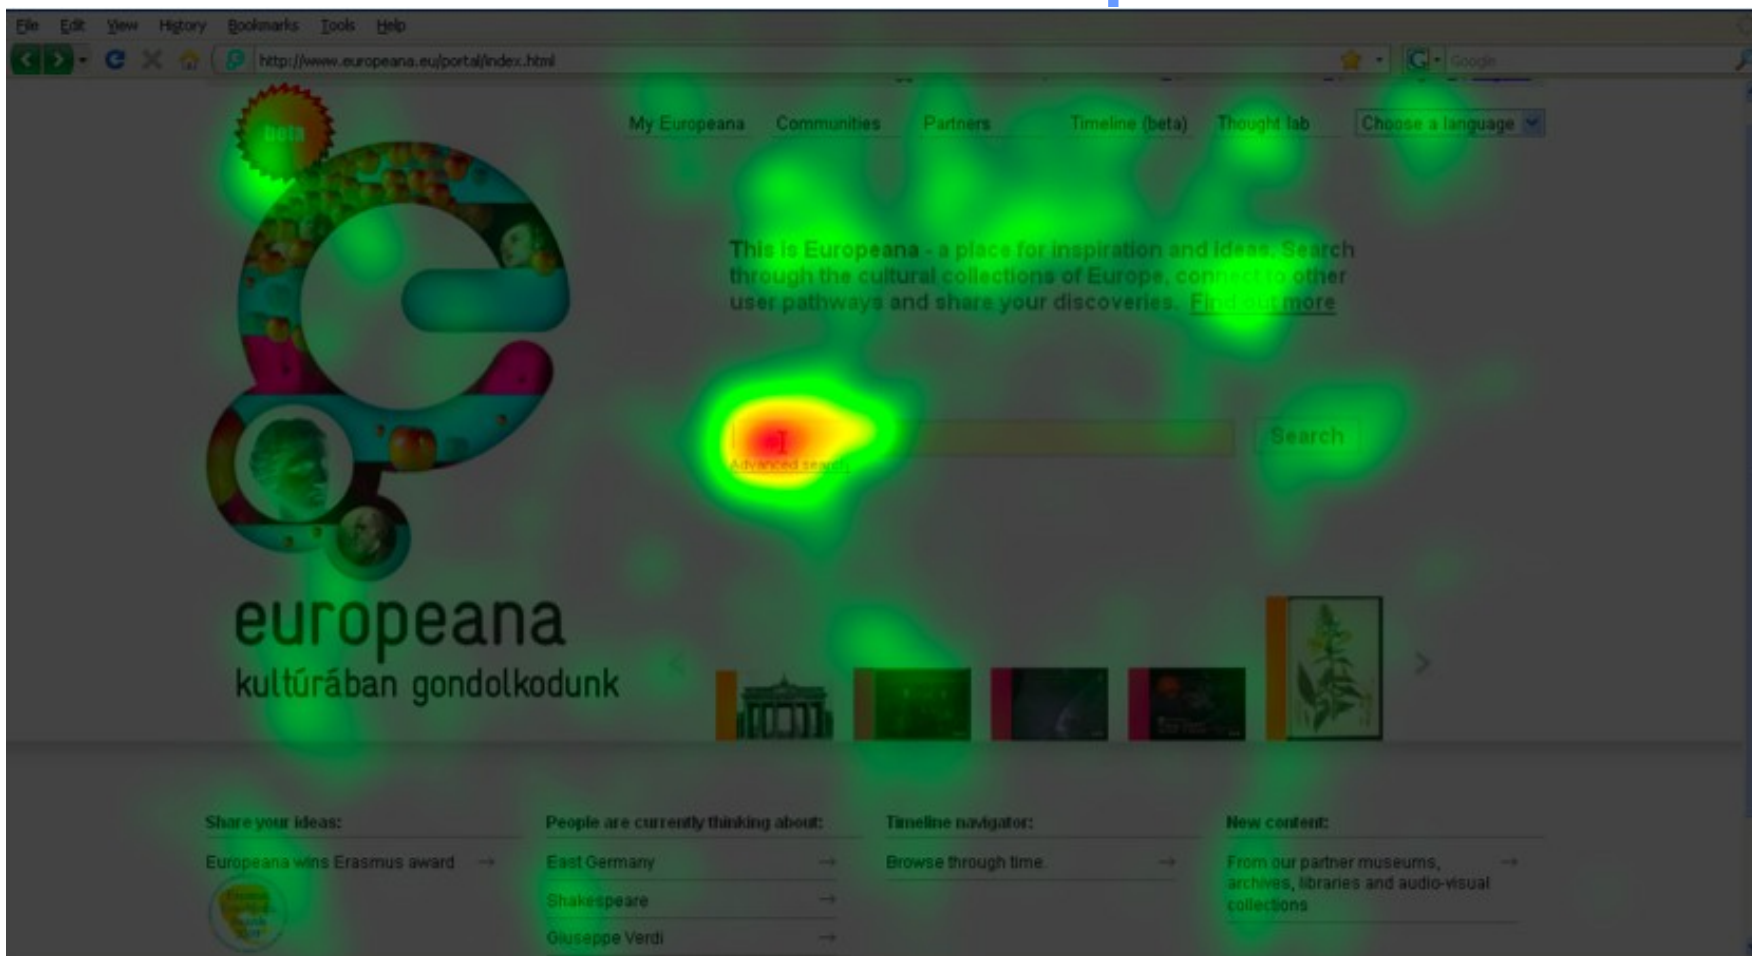 File Edit View History Bookmarks Tools Help
http://www.europeana.eu/portal/index.html
Google
beta
My Europeana Communities Partners Timeline (beta) Thought lab Choose a language
This is Europeana - a place for inspiration and ideas. Search
through the cultural collections of Europe, connect to other
user pathways and share your discoveries. Find out more
Search
Advanced search
europeana
kultúrában gondolkodunk
Share your ideas:
Europeana wins Erasmus award →
People are currently thinking about:
East Germany →
Shakespeare →
Giuseppe Verdi →
Timeline navigator:
Browse through time. →
New content:
From our partner museums, →
archives, libraries and audio-visual
collections